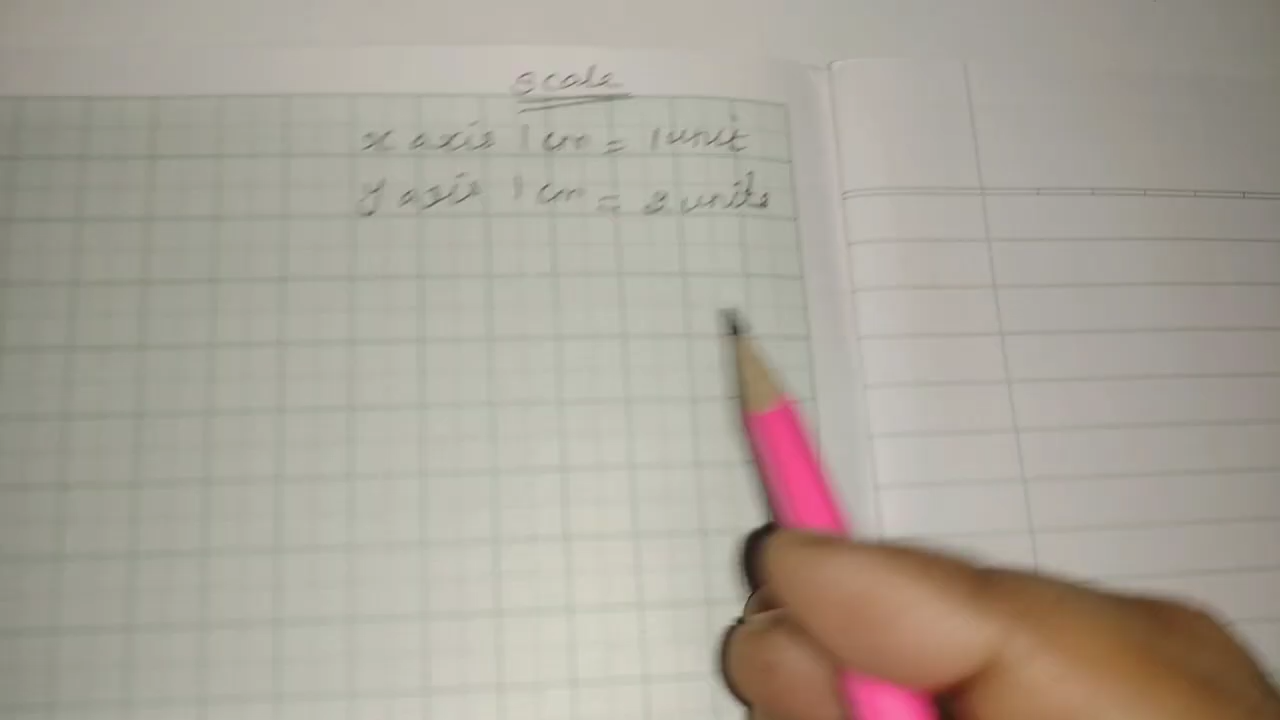 Scale
x axis 1 cm = 1 unit
y axis 1 cm = 2 units